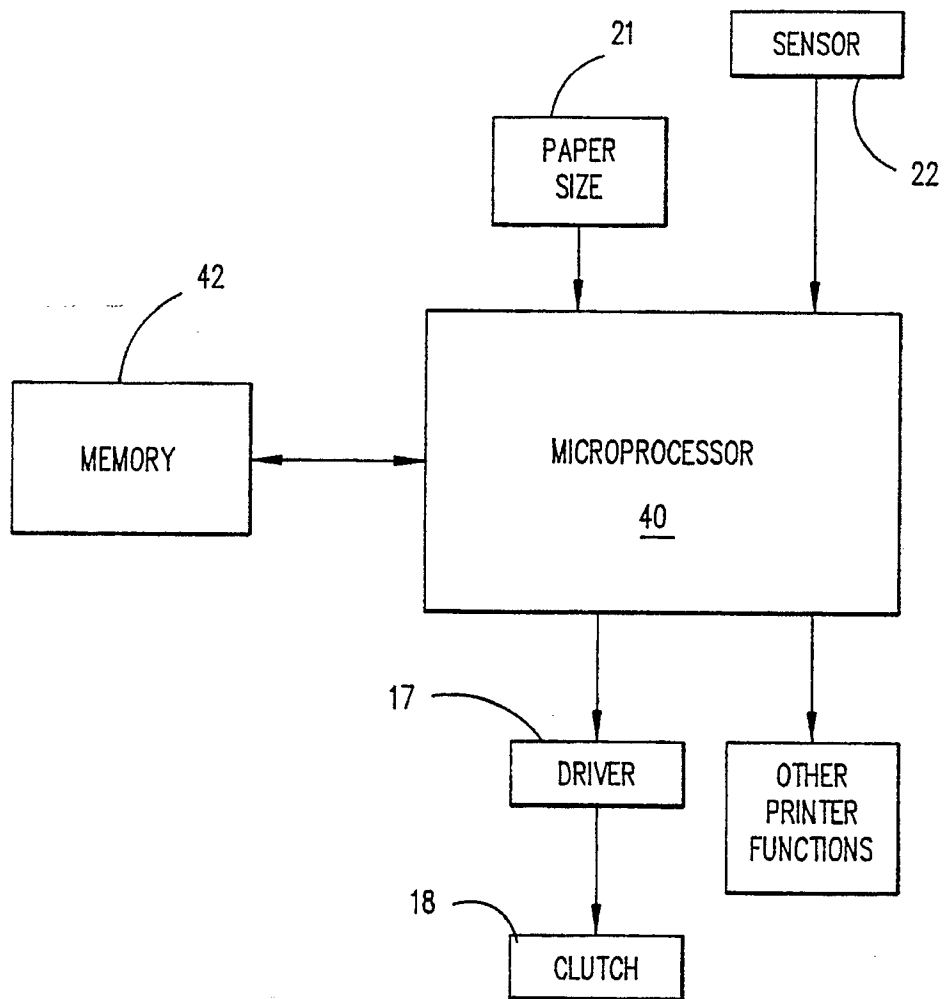 21
SENSOR
PAPER
SIZE
22
42
MEMORY
MICROPROCESSOR
40
17
DRIVER
OTHER
PRINTER
FUNCTIONS
18
CLUTCH